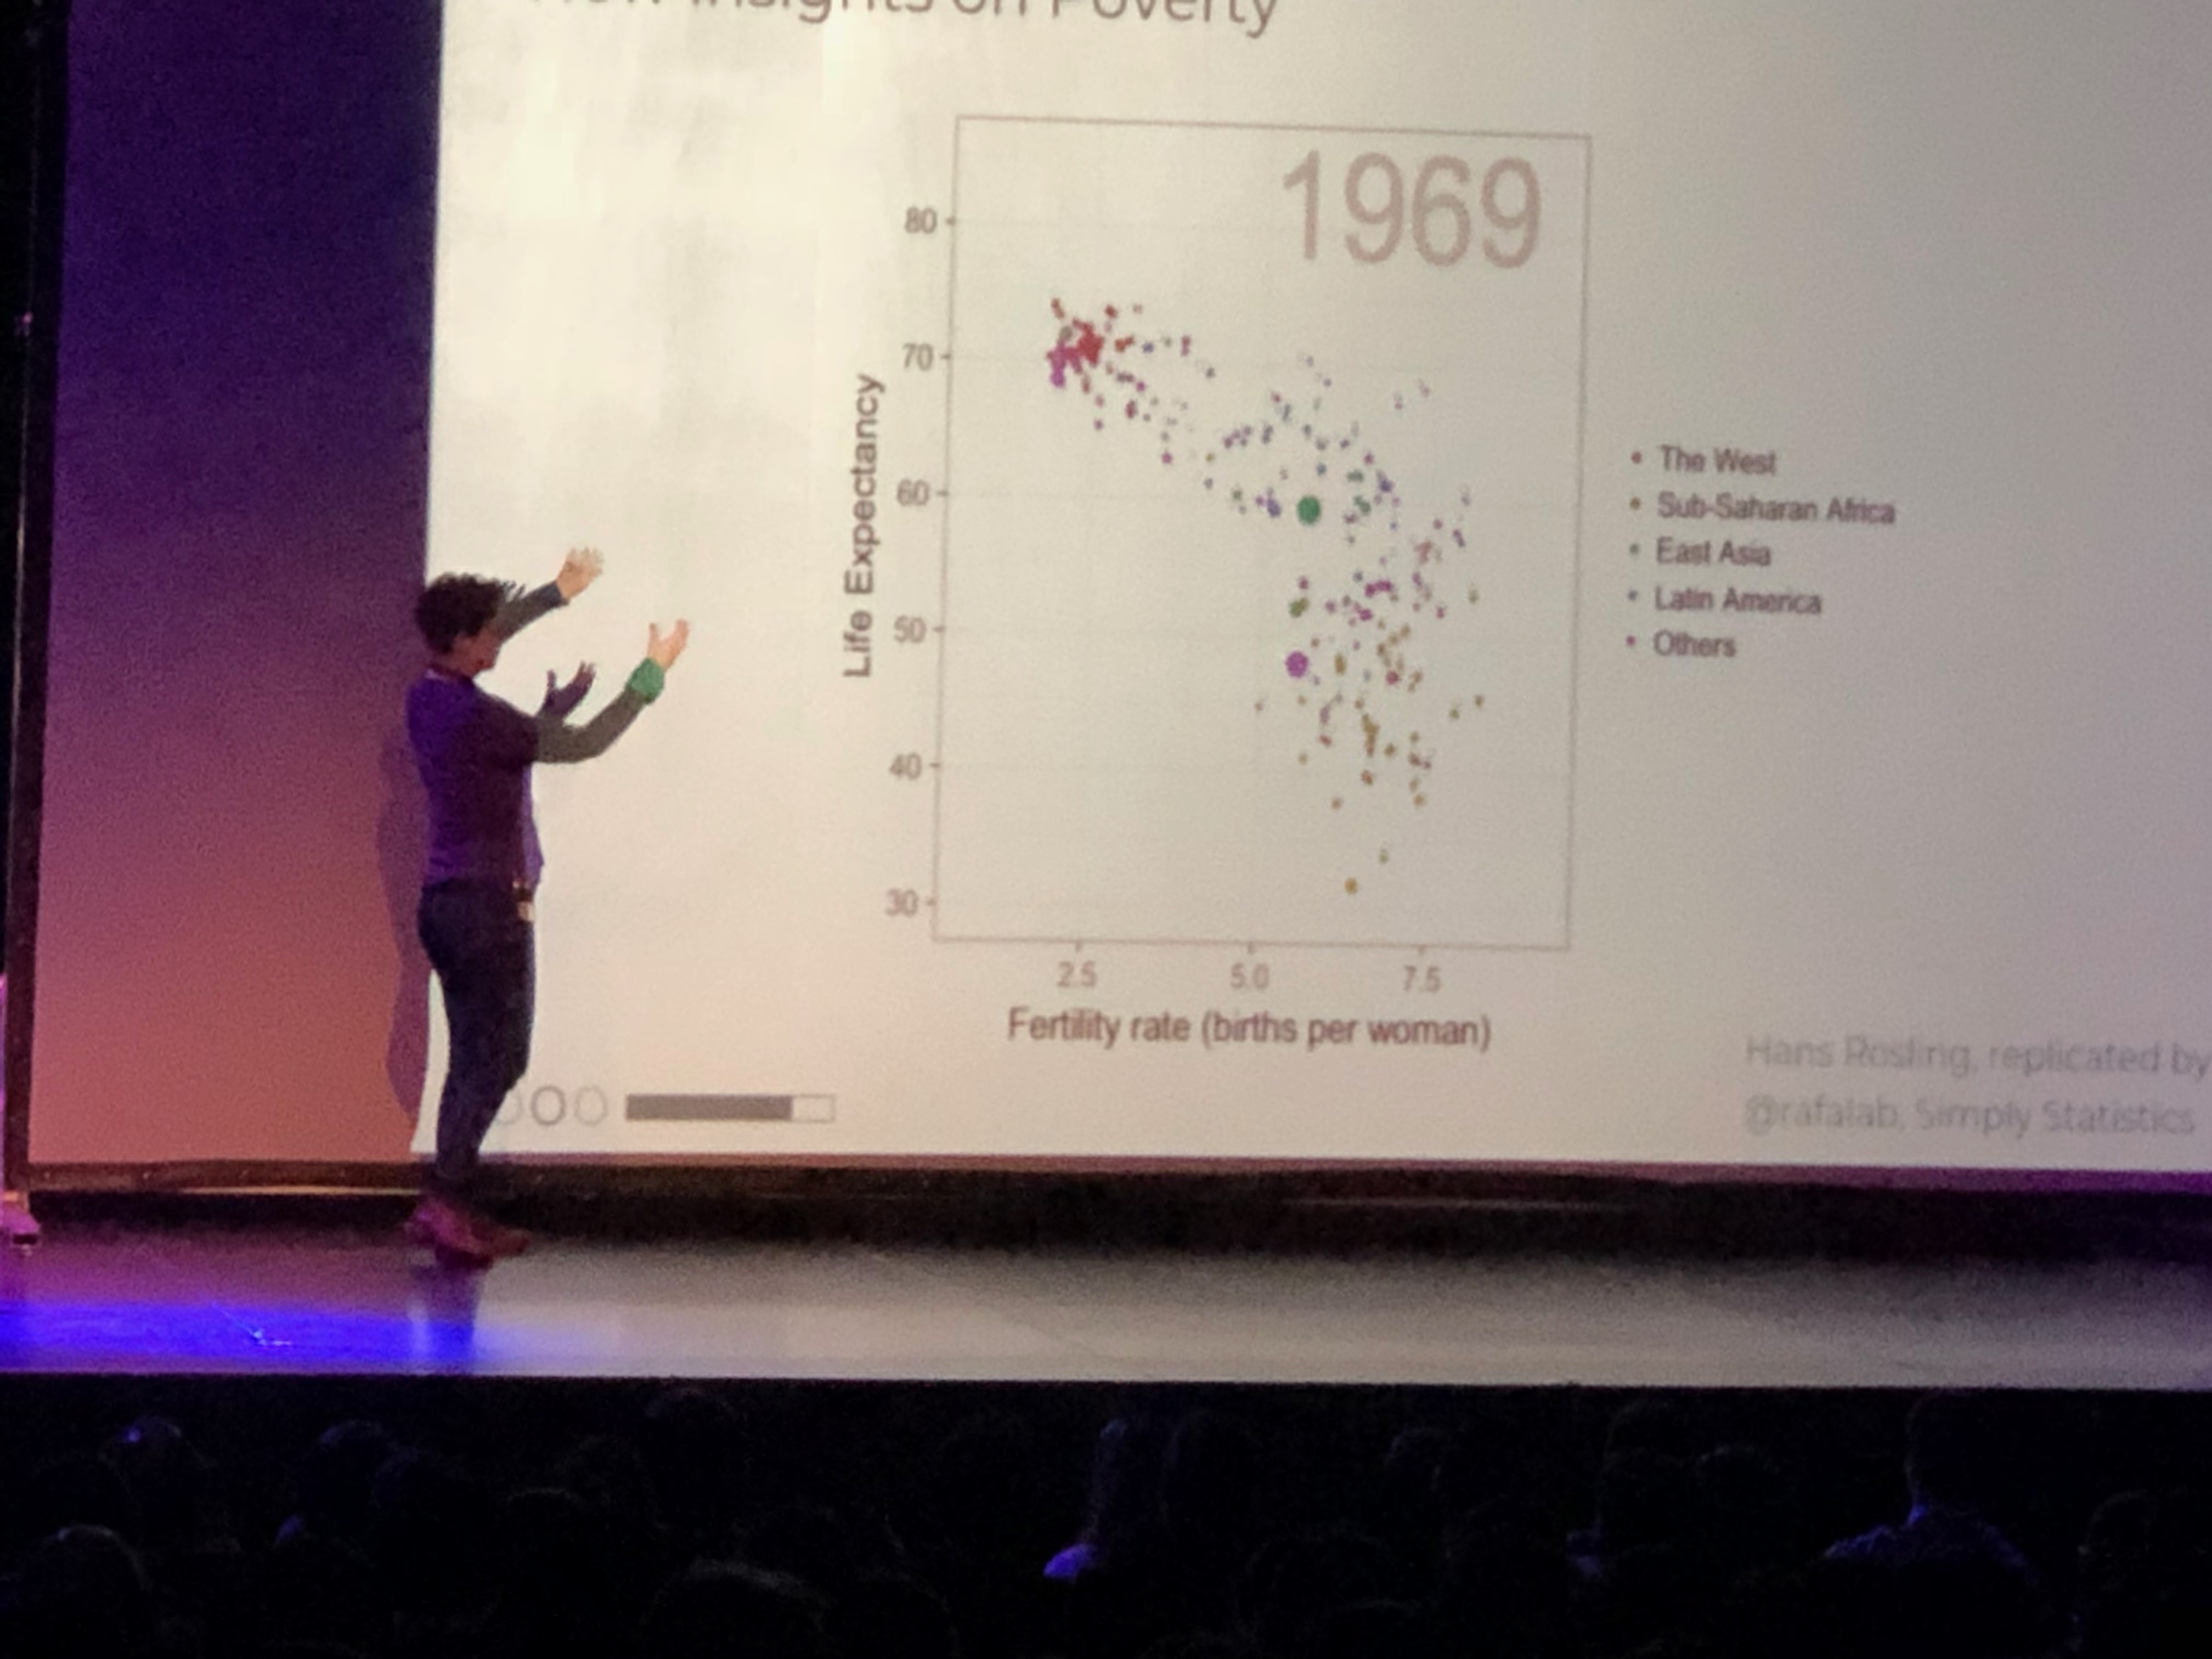 Insights on Poverty
1969
80
70
60
50
40
30
Life Expectancy
2.5 5.0 7.5
Fertility rate (births per woman)
The West
Sub-Saharan Africa
East Asia
Latin America
Others
Hans Rosling, replicated by
@rafalab, Simply Statistics